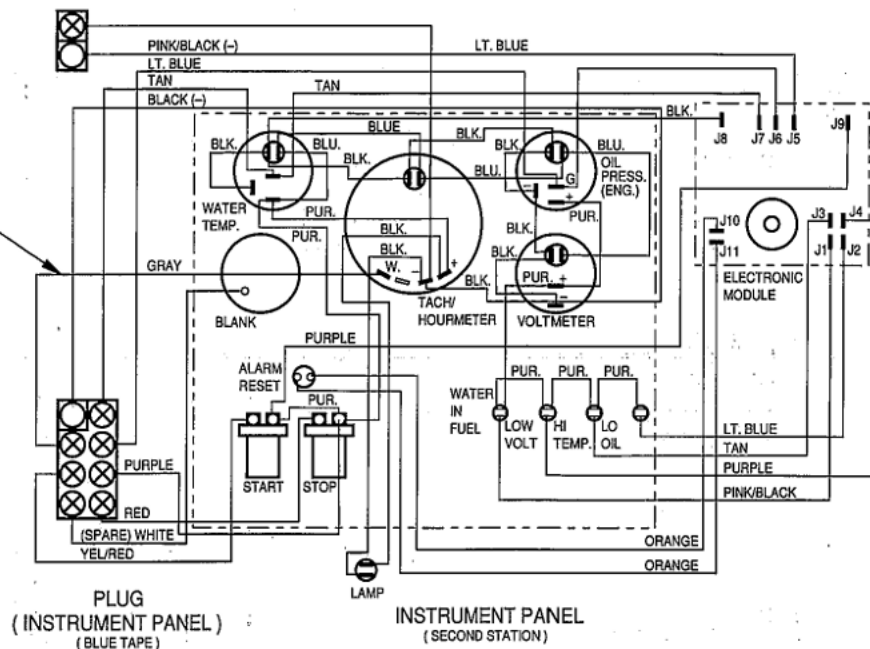 PINK/BLACK (–)
LT. BLUE
LT. BLUE
TAN
TAN
BLACK (–)
BLK.
J8
J7
J6
J5
J9
BLUE
BLK.
BLU.
BLK.
BLK.
BLK.
BLU.
BLU.
G
OIL
PRESS.
(ENG.)
–
+
WATER
TEMP.
PUR.
PUR.
PUR.
BLK.
BLK.
BLK.
BLK.
W.
–
+
BLK.
PUR.
+
–
GRAY
BLANK
TACH/
HOURMETER
VOLTMETER
J10
J11
J3
J4
J1
J2
ELECTRONIC
MODULE
PURPLE
ALARM
RESET
PUR.
PUR.
PUR.
PUR.
WATER
IN
FUEL
LOW
VOLT
HI
TEMP.
LO
OIL
START
STOP
PURPLE
RED
(SPARE) WHITE
YEL/RED
LT. BLUE
TAN
PURPLE
PINK/BLACK
ORANGE
ORANGE
LAMP
PLUG
( INSTRUMENT PANEL )
( BLUE TAPE )
INSTRUMENT PANEL
( SECOND STATION )